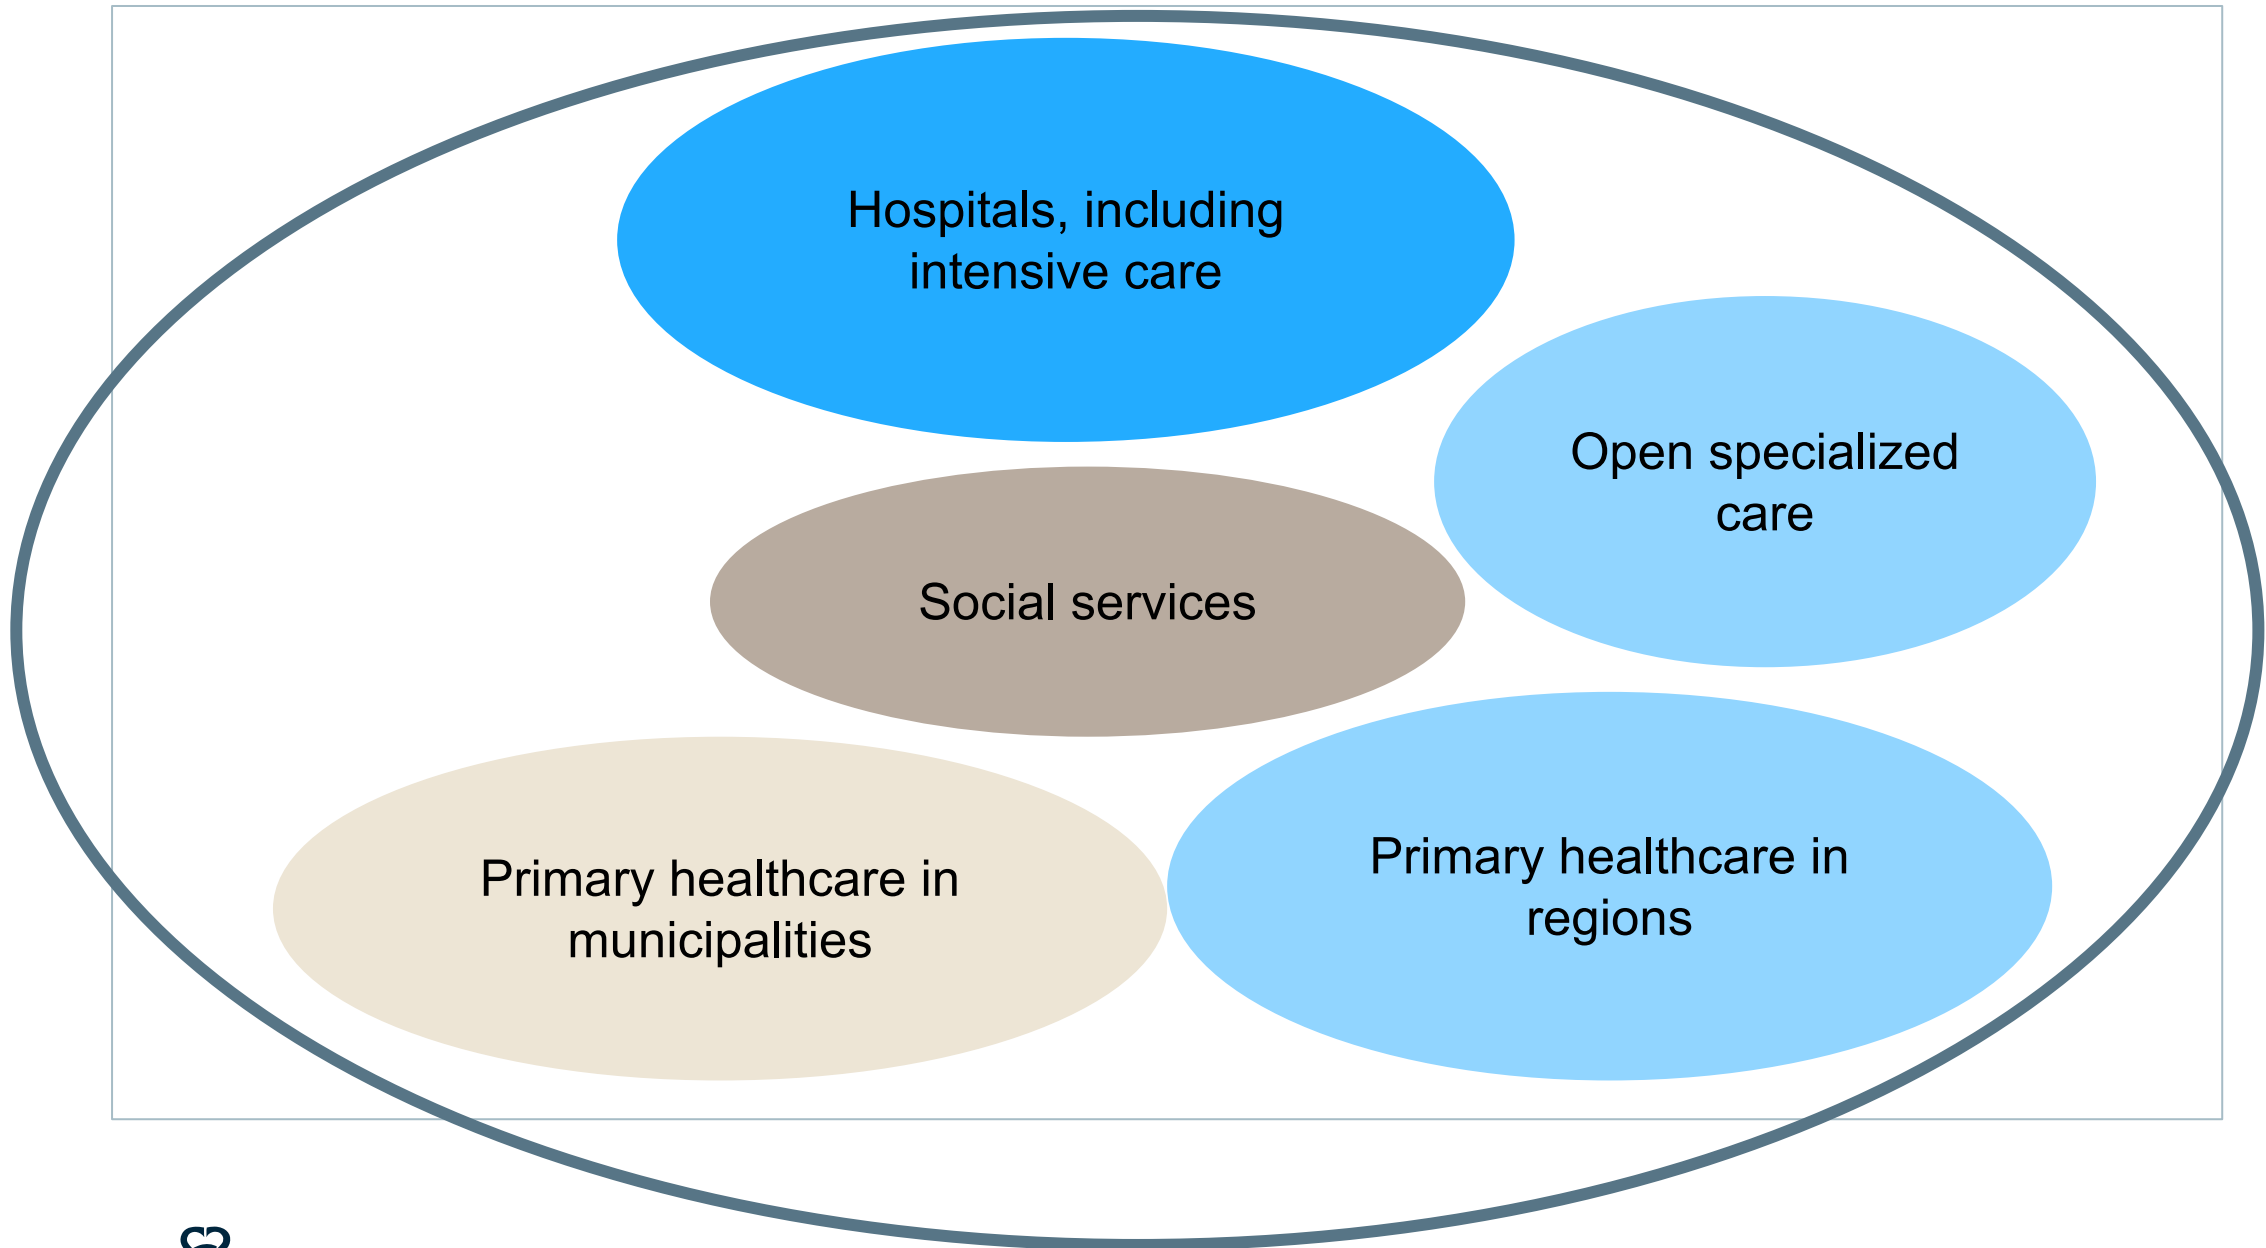 Hospitals, including
intensive care
Open specialized
care
Social services
Primary healthcare in
municipalities
Primary healthcare in
regions